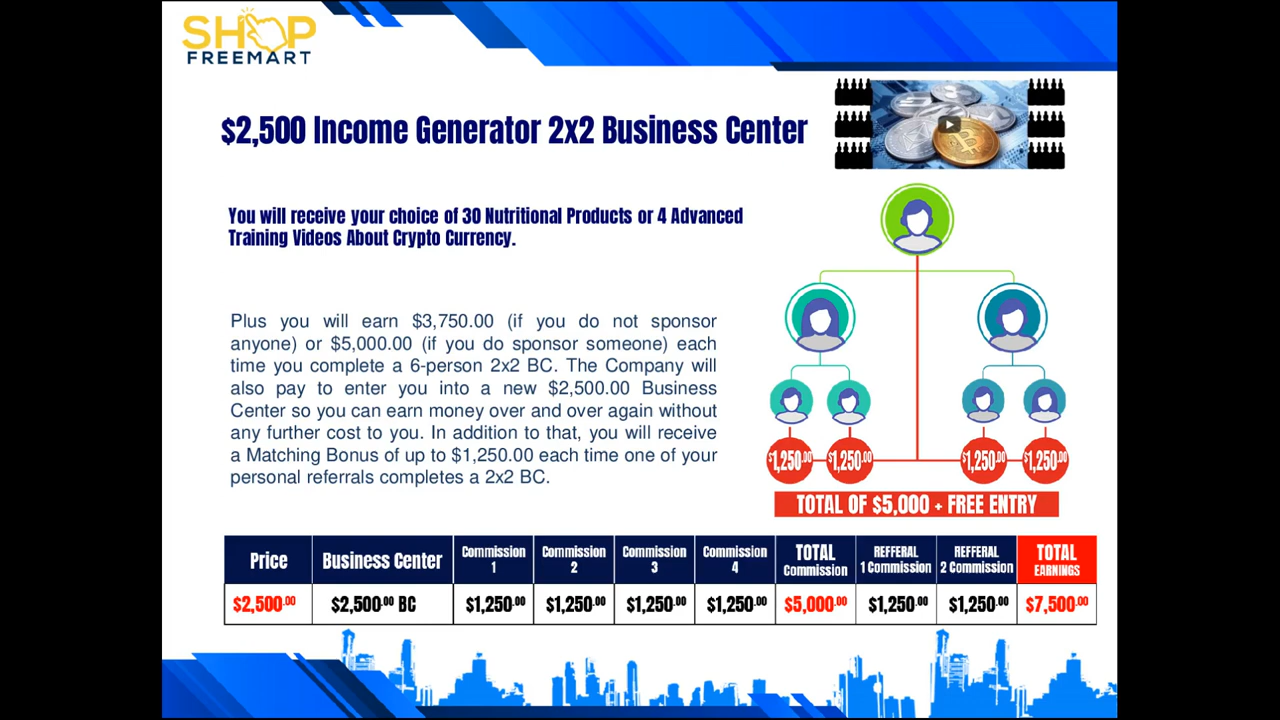 SHOP
FREEMART
$2,500 Income Generator 2x2 Business Center
You will receive your choice of 30 Nutritional Products or 4 Advanced
Training Videos About Crypto Currency.
Plus you will earn $3,750.00 (if you do not sponsor
anyone) or $5,000.00 (if you do sponsor someone) each
time you complete a 6-person 2x2 BC. The Company will
also pay to enter you into a new $2,500.00 Business
Center so you can earn money over and over again without
any further cost to you. In addition to that, you will receive
a Matching Bonus of up to $1,250.00 each time one of your
personal referrals completes a 2x2 BC.
$1,250.00 $1,250.00 $1,250.00 $1,250.00
TOTAL OF $5,000 + FREE ENTRY
Price Business Center Commission 1 Commission 2 Commission 3 Commission 4 TOTAL Commission REFFERAL 1 Commission REFFERAL 2 Commission TOTAL EARNINGS
$2,500.00 $2,500.00 BC $1,250.00 $1,250.00 $1,250.00 $1,250.00 $5,000.00 $1,250.00 $1,250.00 $7,500.00